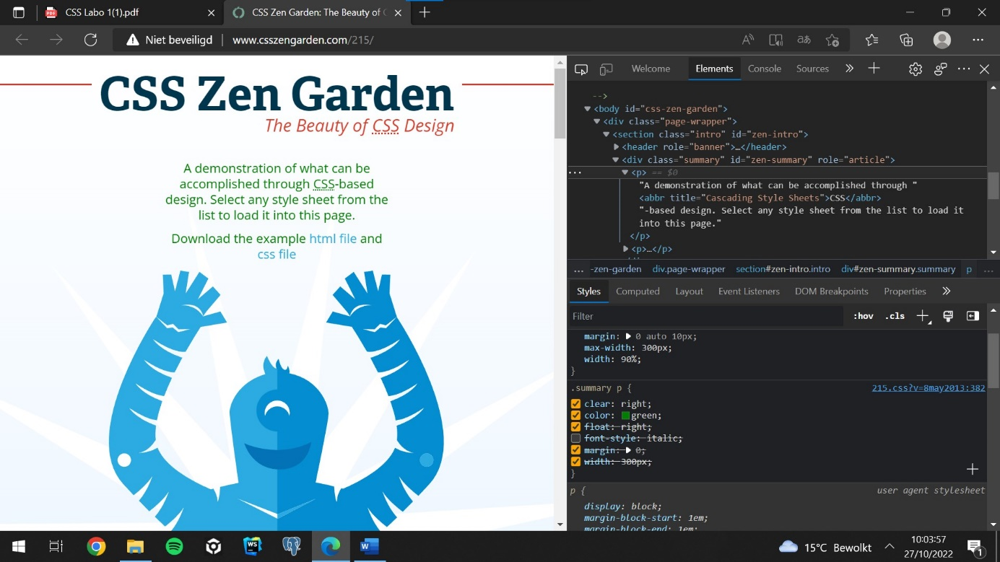 CSS Labo 1(1).pdf
CSS Zen Garden: The Beauty of
Niet beveiligd
www.csszengarden.com/215/
CSS Zen Garden
The Beauty of CSS Design
A demonstration of what can be
accomplished through CSS-based
design. Select any style sheet from the
list to load it into this page.
Download the example html file and
css file
Welcome Elements Console Sources
-->
<body id="css-zen-garden">
<div class="page-wrapper">
<section class="intro" id="zen-intro">
<header role="banner">…</header>
<div class="summary" id="zen-summary" role="article">
<p> == $0
"A demonstration of what can be accomplished through "
<abbr title="Cascading Style Sheets">CSS</abbr>
"-based design. Select any style sheet from the list to load it
into this page."
</p>
<p>…</p>
... -zen-garden div.page-wrapper section#zen-intro.intro div#zen-summary.summary p ...
Styles Computed Layout Event Listeners DOM Breakpoints Properties
Filter :hov .cls
margin: 0 auto 10px;
max-width: 300px;
width: 90%;
}
.summary p { 215.css?v=8may2013:382
clear: right;
color: green;
float: right;
font-style: italic;
margin: 0;
width: 300px;
}
p { user agent stylesheet
display: block;
margin-block-start: 1em;
margin-block-end: 1em;
15°C Bewolkt
10:03:57
27/10/2022
1